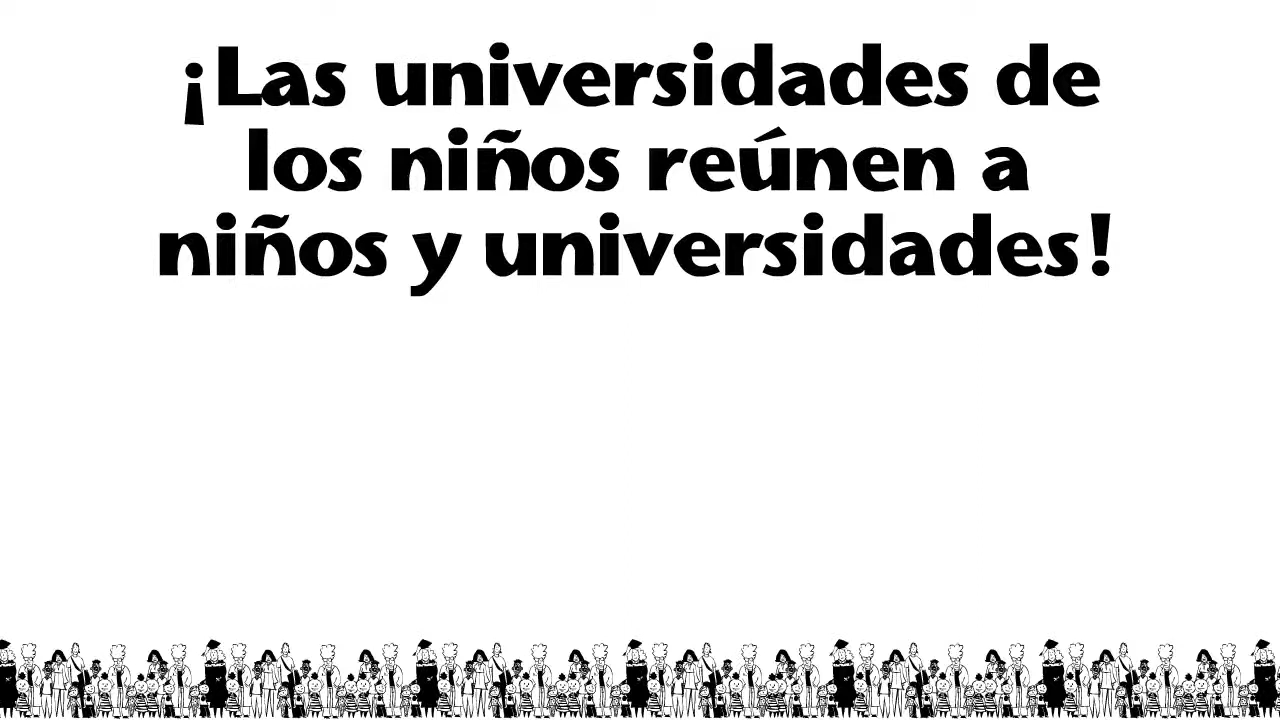 ¡Las universidades de
los niños reúnen a
niños y universidades!